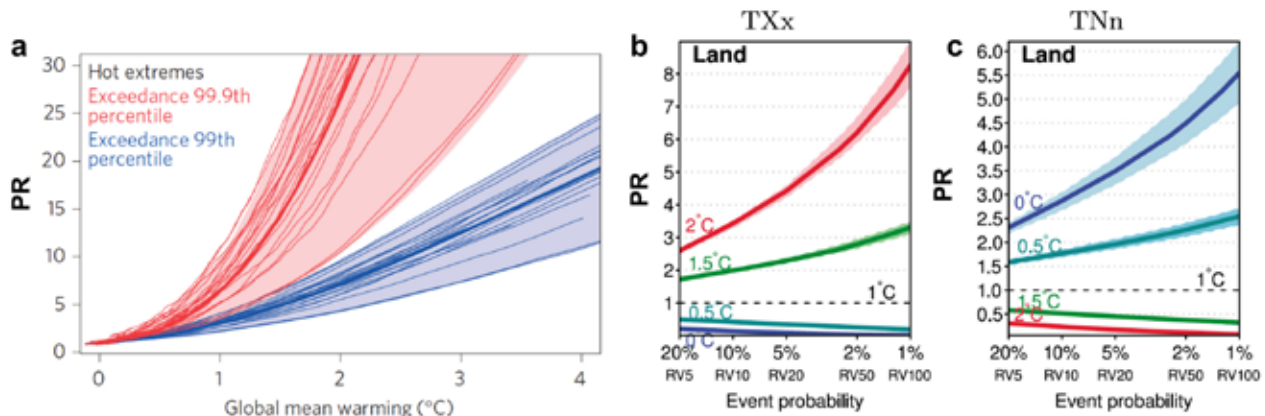 a
Hot extremes
Exceedance 99.9th
percentile
Exceedance 99th
percentile
PR
30
25
20
15
10
5
0
0 1 2 3 4
Global mean warming (°C)
TXx
b
Land
PR
8
7
6
5
4
3
2
1
2°C
1.5°C
1°C
0.5°C
0°C
20% 10% 5% 2% 1%
RV5 RV10 RV20 RV50 RV100
Event probability
TNn
c
Land
PR
6.0
5.5
5.0
4.5
4.0
3.5
3.0
2.5
2.0
1.5
1.0
0.5
0°C
0.5°C
1°C
1.5°C
2°C
20% 10% 5% 2% 1%
RV5 RV10 RV20 RV50 RV100
Event probability